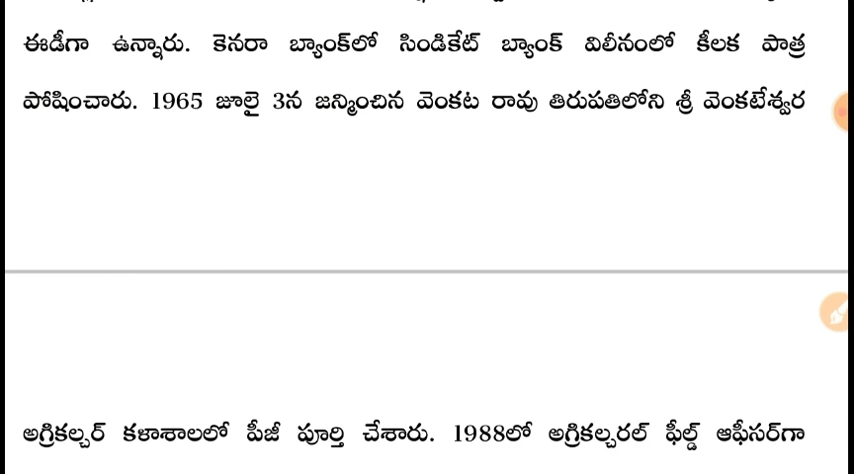 ఈడీగా ఉన్నారు. కెనరా బ్యాంక్‌లో సిండికేట్ బ్యాంక్ విలీనంలో కీలక పాత్ర
పోషించారు. 1965 జూలై 3న జన్మించిన వెంకట రావు తిరుపతిలోని శ్రీ వెంకటేశ్వర
అగ్రికల్చర్ కళాశాలలో పీజీ పూర్తి చేశారు. 1988లో అగ్రికల్చరల్ ఫీల్డ్ ఆఫీసర్‌గా